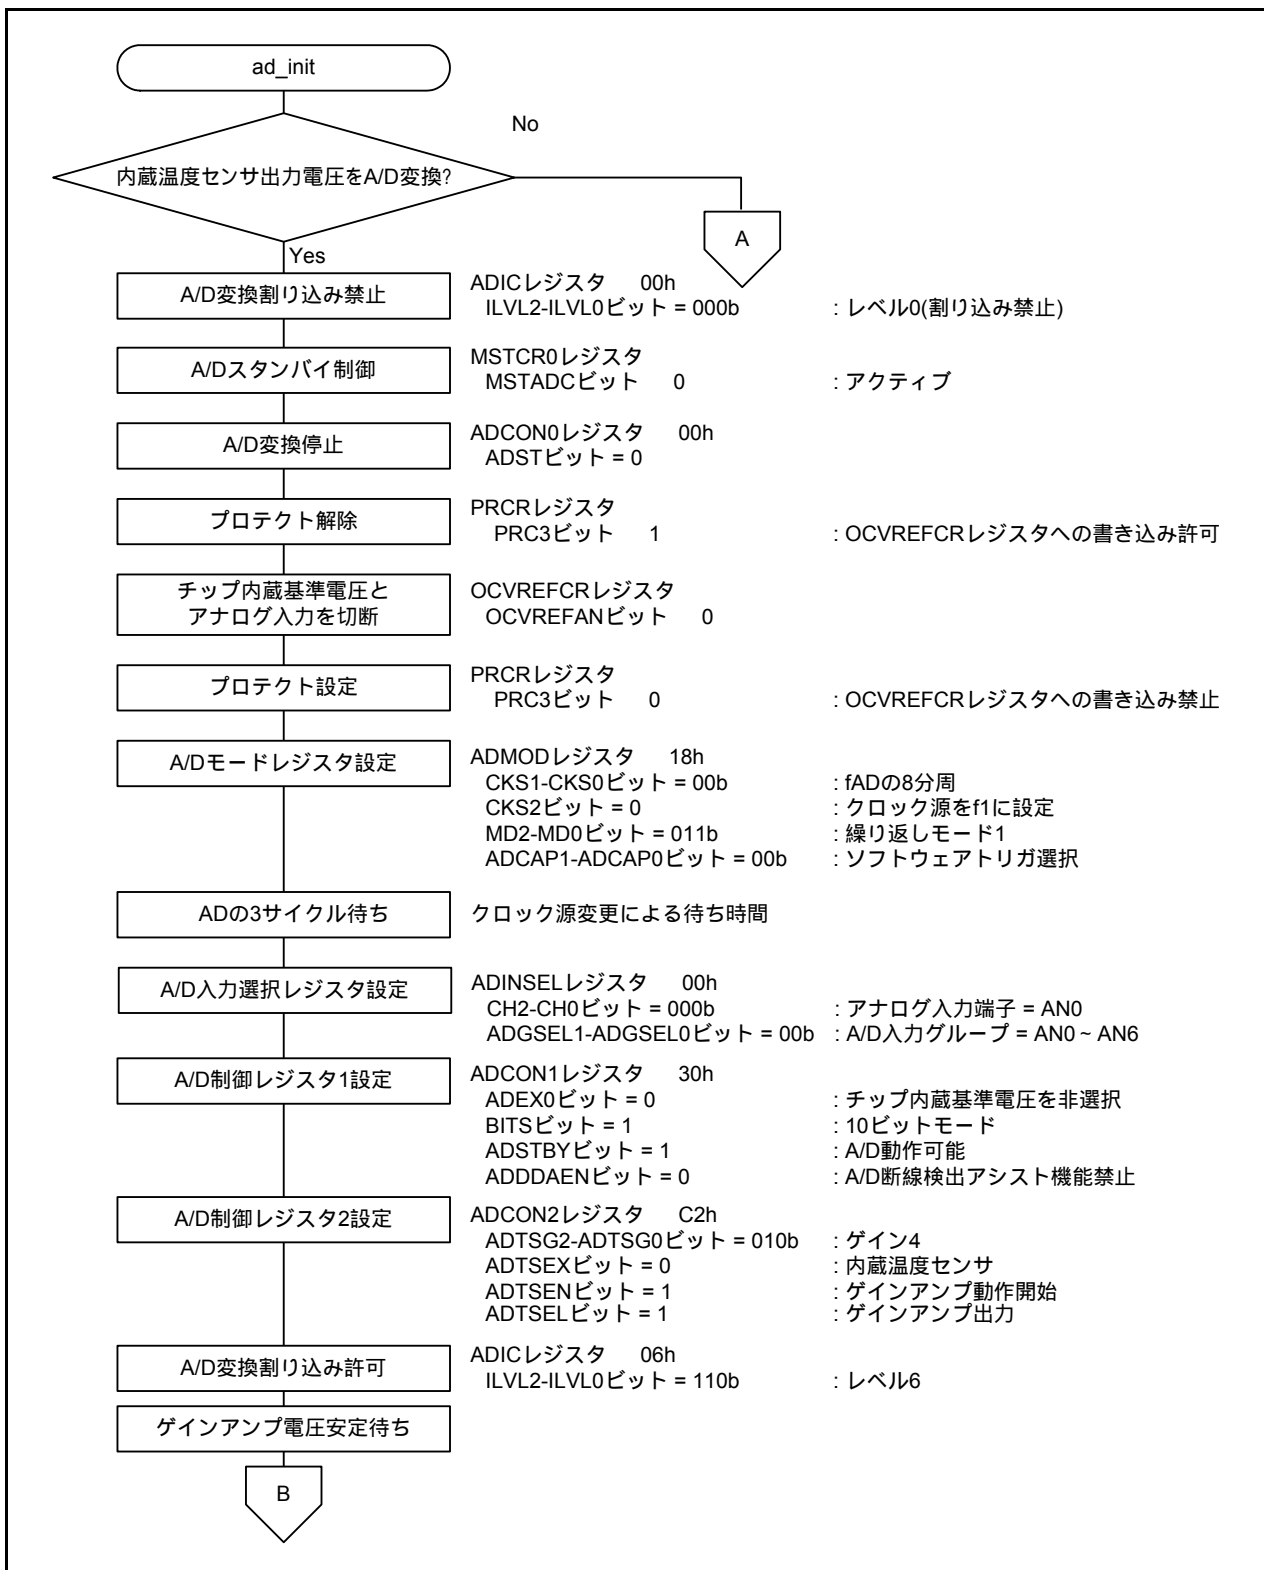 ad_init
No
内蔵温度センサ出力電圧をA/D変換?
A
Yes
A/D変換割り込み禁止
ADICレジスタ 00h
ILVL2-ILVL0ビット = 000b : レベル0(割り込み禁止)
A/Dスタンバイ制御
MSTCR0レジスタ
MSTADCビット 0 : アクティブ
A/D変換停止
ADCON0レジスタ 00h
ADSTビット = 0
プロテクト解除
PRCRレジスタ
PRC3ビット 1 : OCVREFCRレジスタへの書き込み許可
チップ内蔵基準電圧と
アナログ入力を切断
OCVREFCRレジスタ
OCVREFANビット 0
プロテクト設定
PRCRレジスタ
PRC3ビット 0 : OCVREFCRレジスタへの書き込み禁止
A/Dモードレジスタ設定
ADMODレジスタ 18h
CKS1-CKS0ビット = 00b : fADの8分周
CKS2ビット = 0 : クロック源をf1に設定
MD2-MD0ビット = 011b : 繰り返しモード1
ADCAP1-ADCAP0ビット = 00b : ソフトウェアトリガ選択
ADの3サイクル待ち
クロック源変更による待ち時間
A/D入力選択レジスタ設定
ADINSELレジスタ 00h
CH2-CH0ビット = 000b : アナログ入力端子 = AN0
ADGSEL1-ADGSEL0ビット = 00b : A/D入力グループ = AN0 ~ AN6
A/D制御レジスタ1設定
ADCON1レジスタ 30h
ADEX0ビット = 0 : チップ内蔵基準電圧を非選択
BITSビット = 1 : 10ビットモード
ADSTBYビット = 1 : A/D動作可能
ADDDAENビット = 0 : A/D断線検出アシスト機能禁止
A/D制御レジスタ2設定
ADCON2レジスタ C2h
ADTSG2-ADTSG0ビット = 010b : ゲイン4
ADTSEXビット = 0 : 内蔵温度センサ
ADTSENビット = 1 : ゲインアンプ動作開始
ADTSELビット = 1 : ゲインアンプ出力
A/D変換割り込み許可
ADICレジスタ 06h
ILVL2-ILVL0ビット = 110b : レベル6
ゲインアンプ電圧安定待ち
B